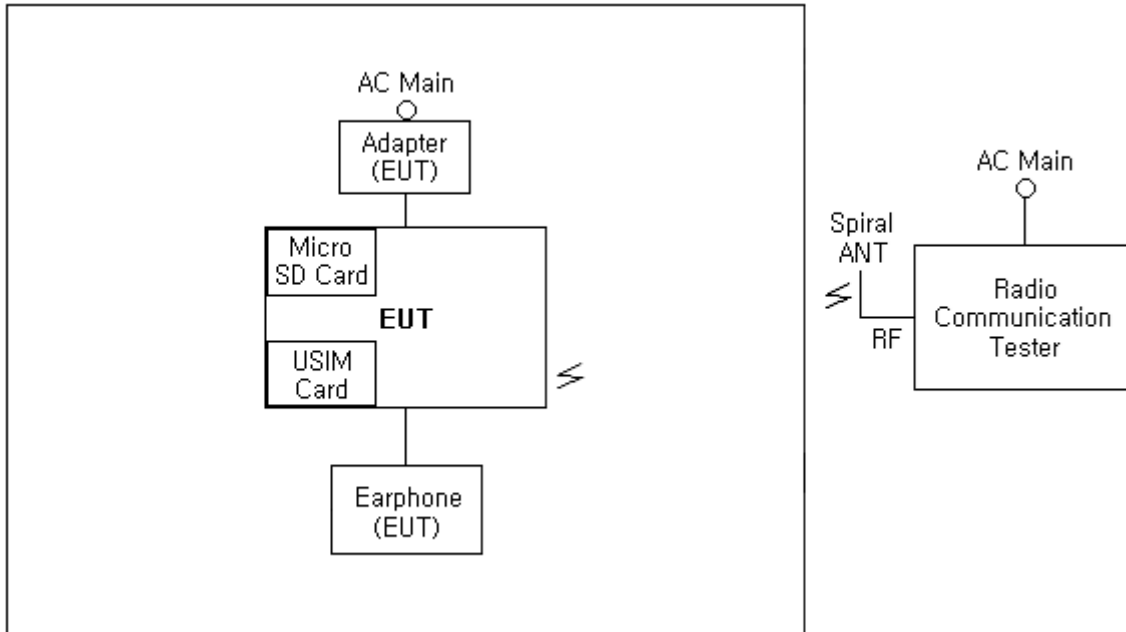 AC Main
Adapter
(EUT)
Micro
SD Card
EUT
USIM
Card
Earphone
(EUT)
AC Main
Spiral
ANT
RF
Radio
Communication
Tester